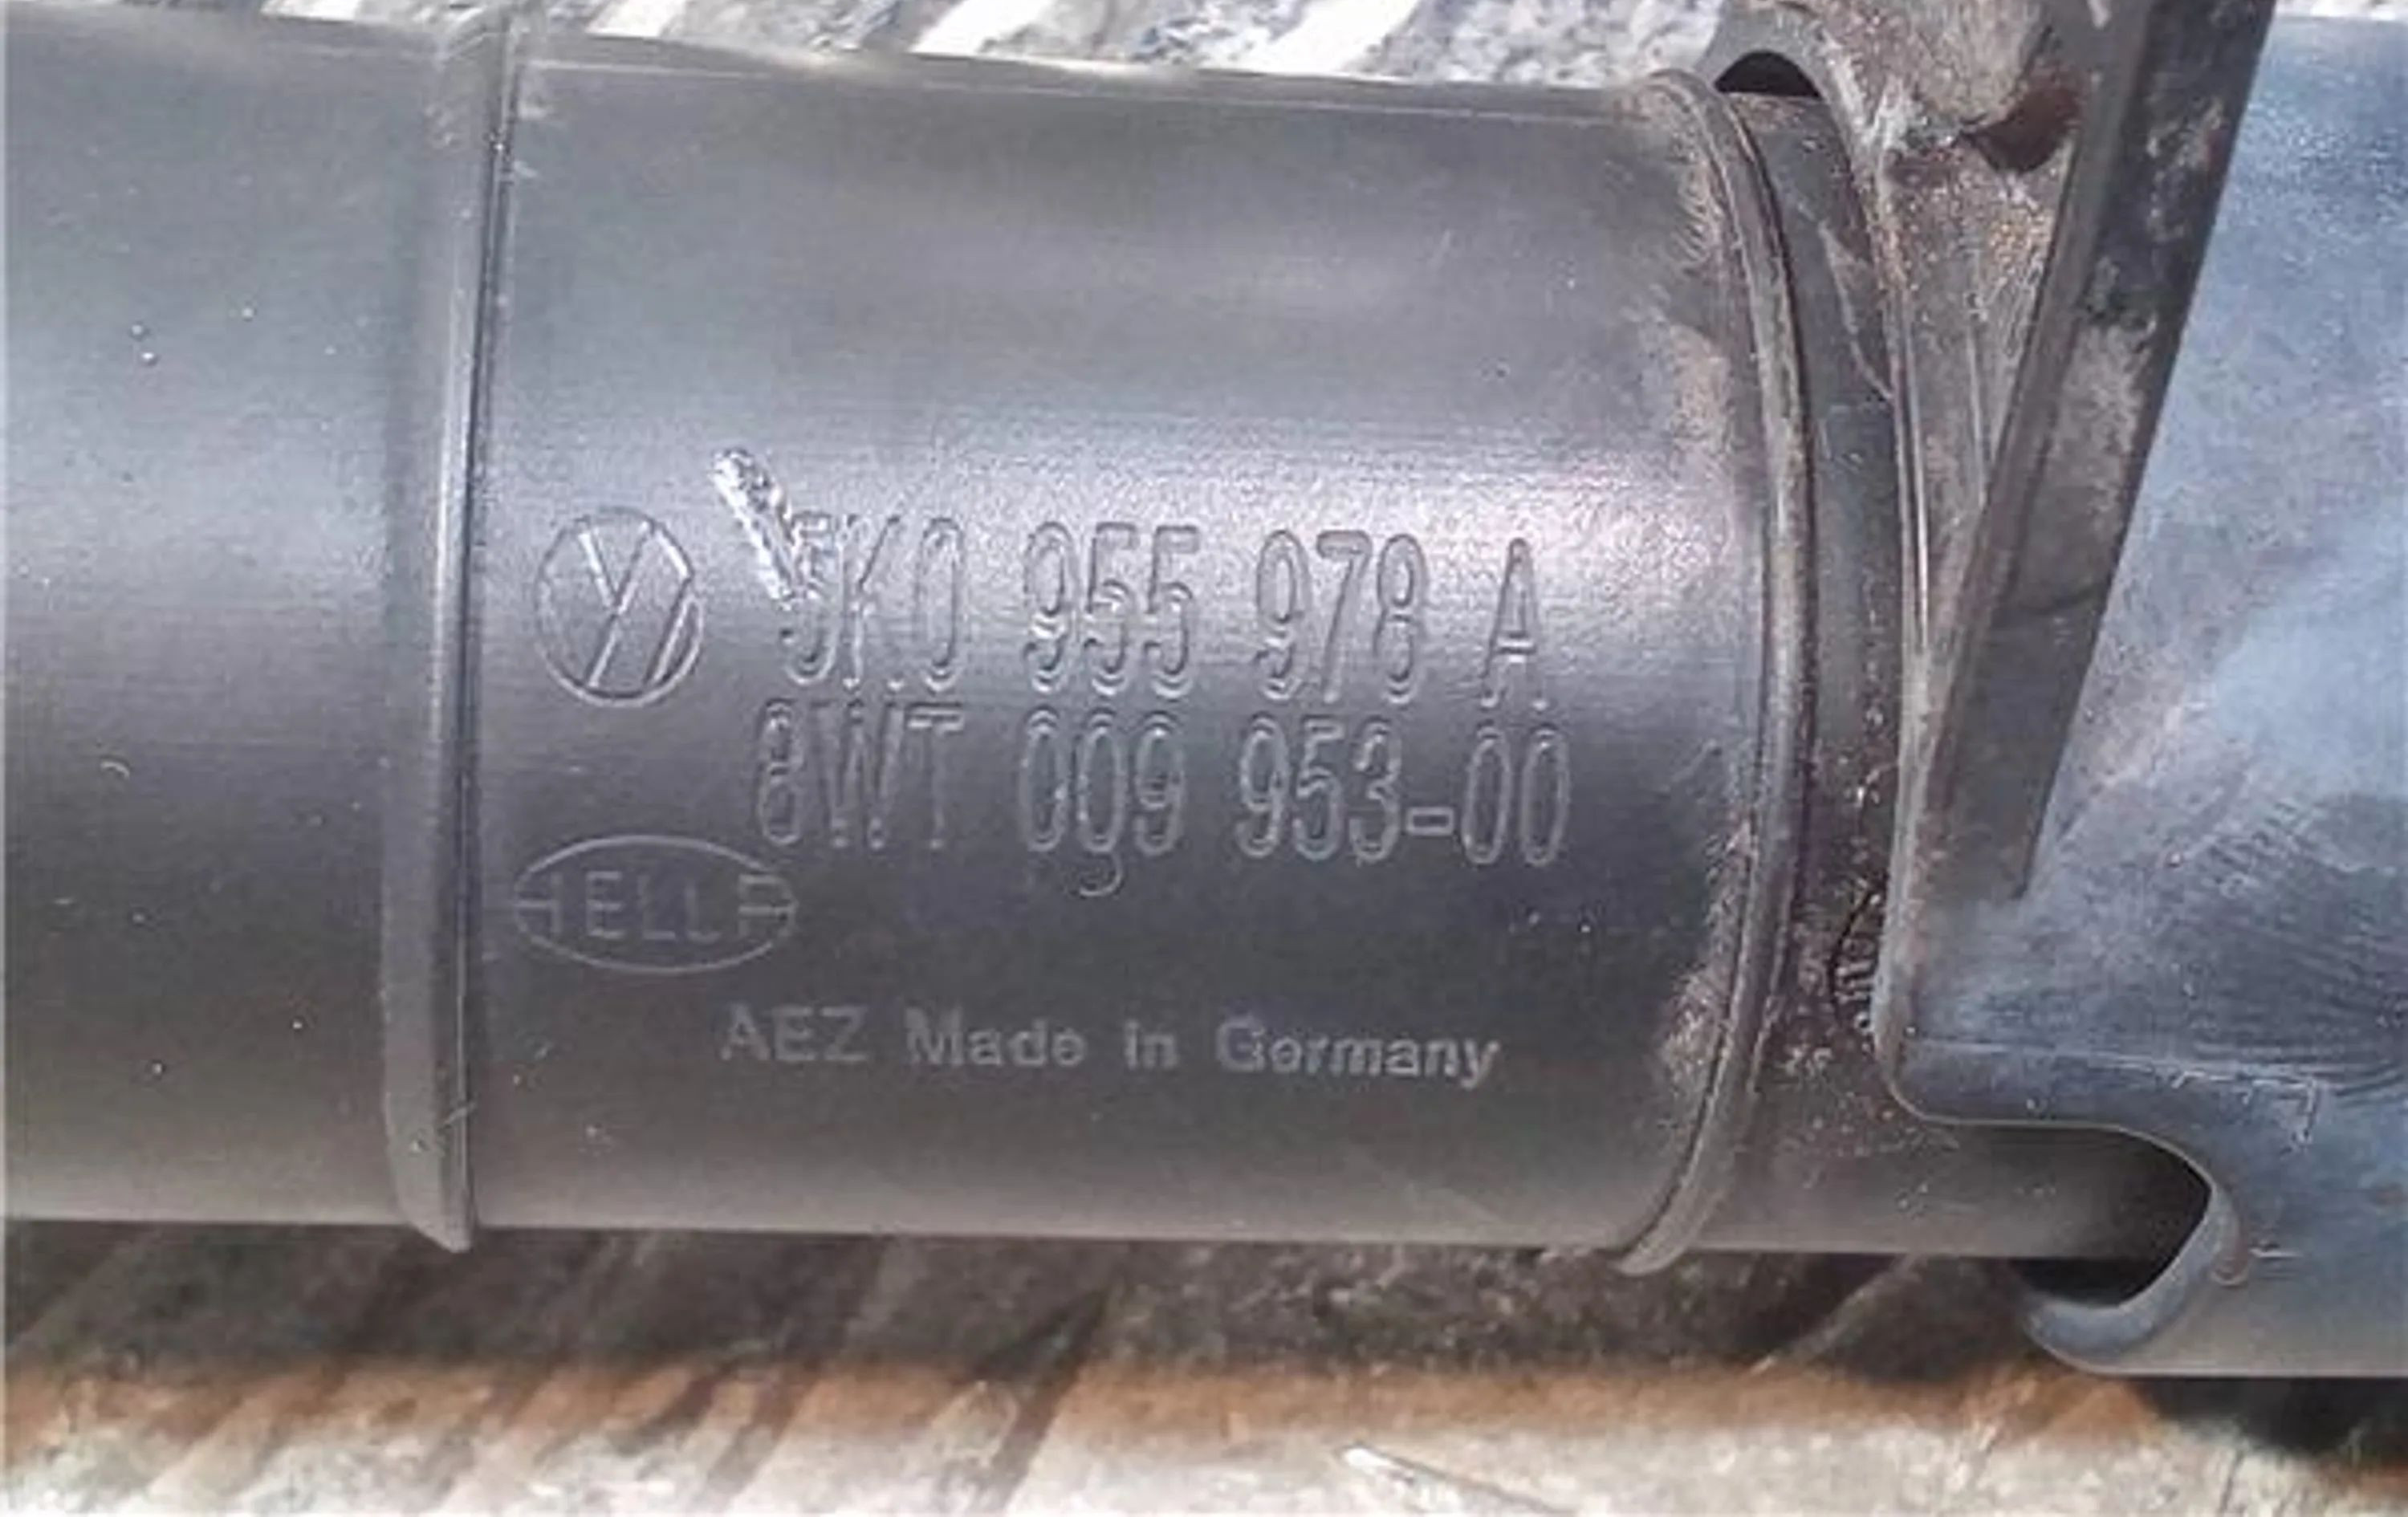 5K0 955 978 A
8WT 009 953-00
HELLA
AEZ Made in Germany